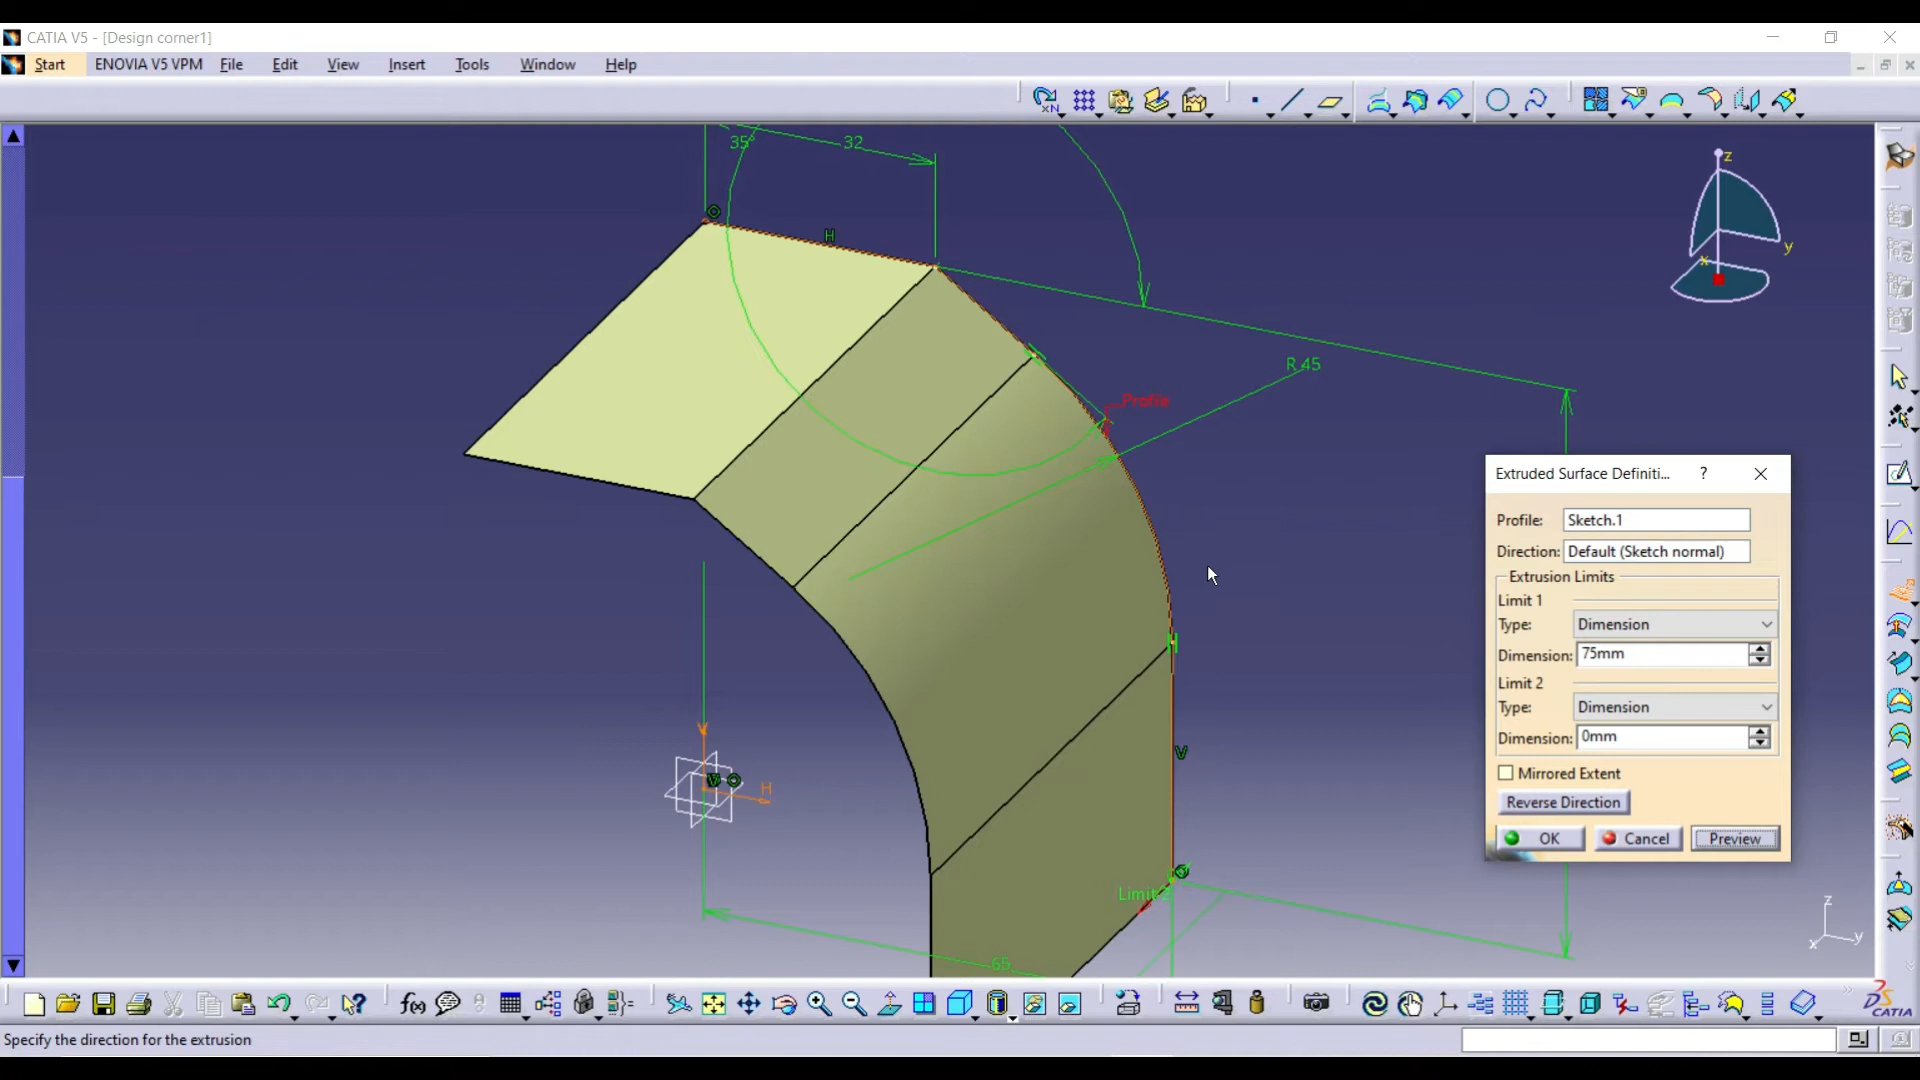 CATIA V5 - [Design corner1]
Start ENOVIA V5 VPM File Edit View Insert Tools Window Help
35° 32
H
R 45
Profile
z
y
x
V
V
H
Limit 2
65
Extruded Surface Definiti... ?
Profile: Sketch.1
Direction: Default (Sketch normal)
Extrusion Limits
Limit 1
Type: Dimension
Dimension: 75mm
Limit 2
Type: Dimension
Dimension: 0mm
Mirrored Extent
Reverse Direction
OK Cancel Preview
z
x y
f(x)
CATIA
Specify the direction for the extrusion